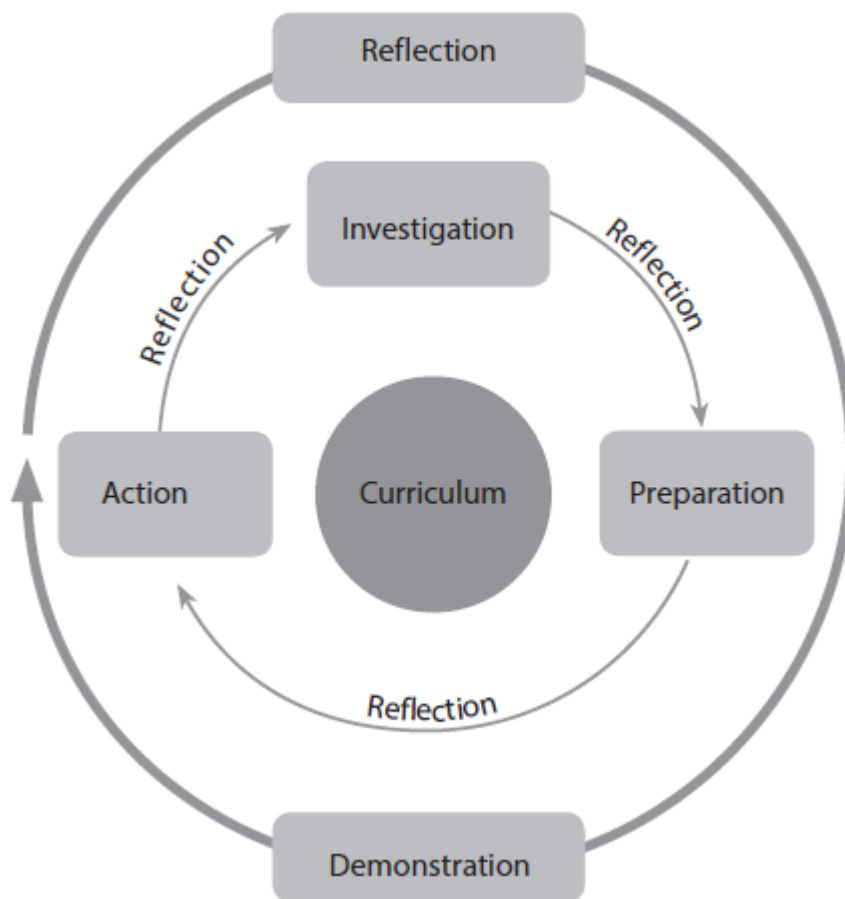 Reflection
Investigation
Reflection
Reflection
Action
Curriculum
Preparation
Reflection
Demonstration